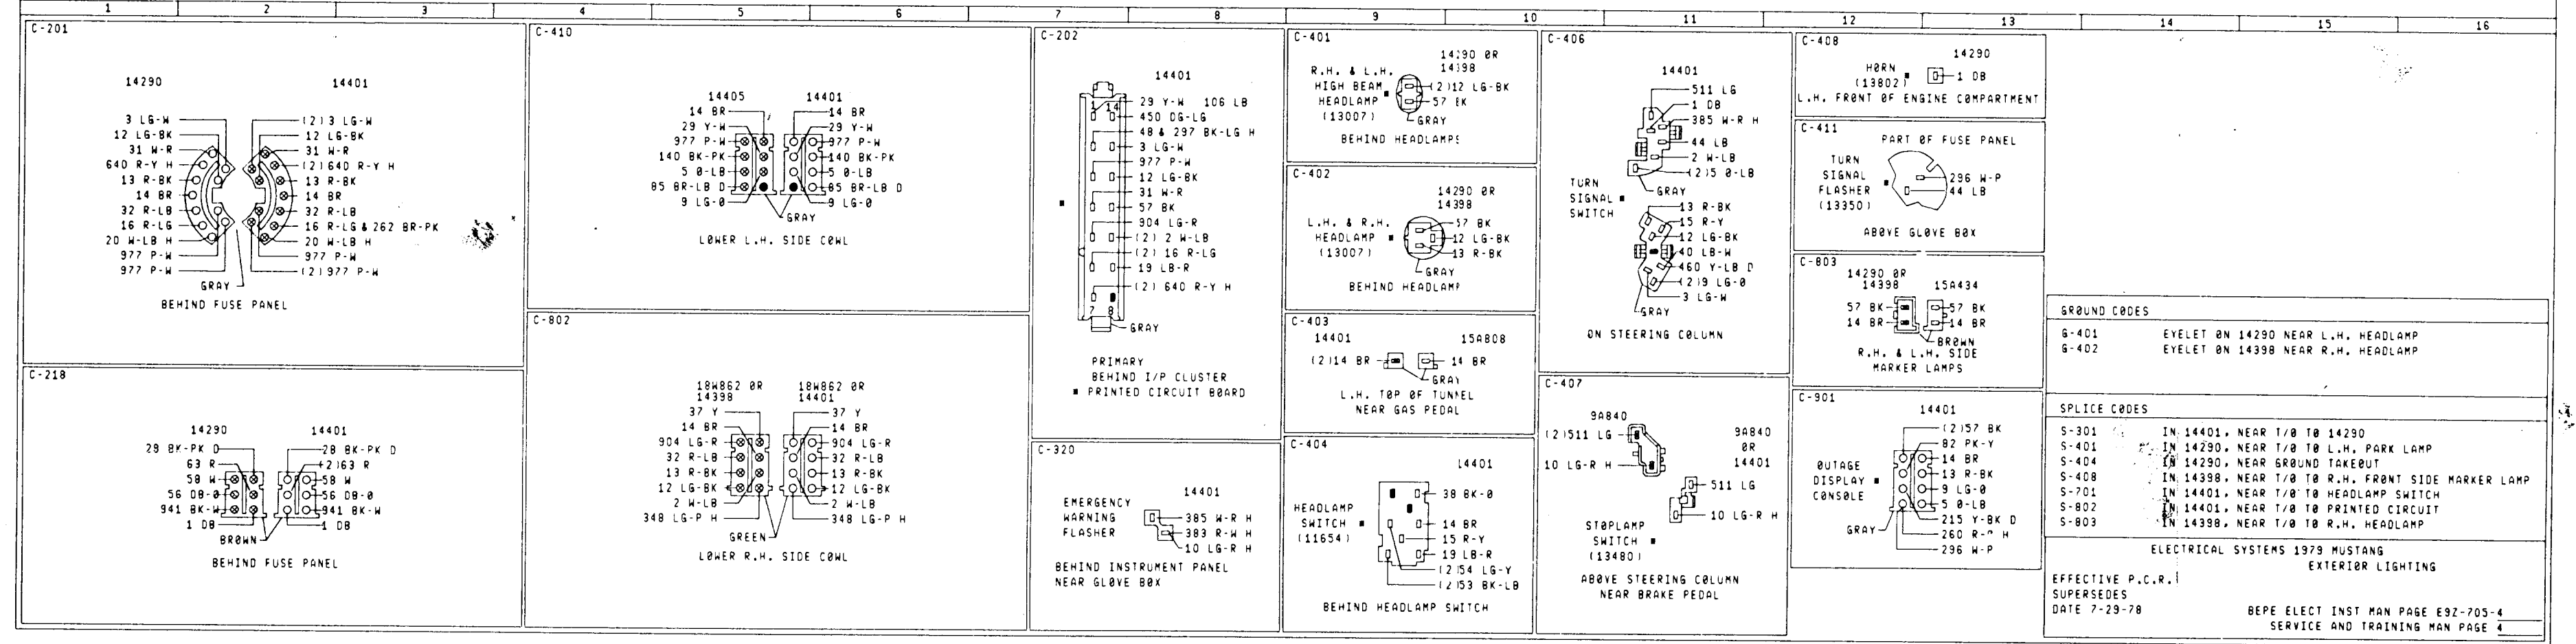 1 2 3 4 5 6 7 8 9 10 11 12 13 14 15 16
C-201
14290 14401
3 LG-W
12 LG-BK
31 W-R
640 R-Y H
13 R-BK
14 BR
32 R-LB
16 R-LG
20 W-LB H
977 P-W
977 P-W
(2)3 LG-W
12 LG-BK
31 W-R
(2)640 R-Y H
13 R-BK
14 BR
32 R-LB
16 R-LG & 262 BR-PK
20 W-LB H
977 P-W
(2)977 P-W
GRAY
BEHIND FUSE PANEL
C-218
14290 14401
28 BK-PK D
63 R
58 W
56 DB-O
941 BK-W
1 DB
28 BK-PK D
(2)63 R
58 W
56 DB-O
941 BK-W
1 DB
BROWN
BEHIND FUSE PANEL
C-410
14405 14401
14 BR
29 Y-W
977 P-W
140 BK-PK
5 O-LB
85 BR-LB D
9 LG-O
14 BR
29 Y-W
977 P-W
140 BK-PK
5 O-LB
85 BR-LB D
9 LG-O
GRAY
LOWER L.H. SIDE COWL
C-802
18W862 OR
14398
18W862 OR
14401
37 Y
14 BR
904 LG-R
32 R-LB
13 R-BK
12 LG-BK
2 W-LB
348 LG-P H
37 Y
14 BR
904 LG-R
32 R-LB
13 R-BK
12 LG-BK
2 W-LB
348 LG-P H
GREEN
LOWER R.H. SIDE COWL
C-202
14401
1 14
29 Y-W 106 LB
450 DG-LG
48 & 297 BK-LG H
3 LG-W
977 P-W
12 LG-BK
31 W-R
57 BK
904 LG-R
(2) 2 W-LB
(2) 16 R-LG
19 LB-R
(2) 640 R-Y H
7 8
GRAY
PRIMARY
BEHIND I/P CLUSTER
PRINTED CIRCUIT BOARD
C-320
14401
EMERGENCY
WARNING
FLASHER
385 W-R H
383 R-W H
10 LG-R H
BEHIND INSTRUMENT PANEL
NEAR GLOVE BOX
C-401
14290 OR
14398
R.H. & L.H.
HIGH BEAM
HEADLAMP
(13007)
(2)12 LG-BK
57 BK
GRAY
BEHIND HEADLAMPS
C-402
14290 OR
14398
L.H. & R.H.
HEADLAMP
(13007)
57 BK
12 LG-BK
13 R-BK
GRAY
BEHIND HEADLAMP
C-403
14401 15A808
(2)14 BR 14 BR
GRAY
L.H. TOP OF TUNNEL
NEAR GAS PEDAL
C-404
14401
HEADLAMP
SWITCH
(11654)
38 BK-O
14 BR
15 R-Y
19 LB-R
(2)54 LG-Y
(2)53 BK-LB
BEHIND HEADLAMP SWITCH
C-406
14401
511 LG
1 DB
385 W-R H
44 LB
2 W-LB
(2)5 O-LB
GRAY
TURN
SIGNAL
SWITCH
13 R-BK
15 R-Y
12 LG-BK
40 LB-W
460 Y-LB D
(2)9 LG-O
3 LG-W
GRAY
ON STEERING COLUMN
C-407
9A840
(2)511 LG
10 LG-R H
9A840
OR
14401
511 LG
10 LG-R H
STOPLAMP
SWITCH
(13480)
ABOVE STEERING COLUMN
NEAR BRAKE PEDAL
C-408
14290
HORN
(13802)
1 DB
L.H. FRONT OF ENGINE COMPARTMENT
C-411
PART OF FUSE PANEL
TURN
SIGNAL
FLASHER
(13350)
296 W-P
44 LB
ABOVE GLOVE BOX
C-803
14290 OR
14398 15A434
57 BK 57 BK
14 BR 14 BR
BROWN
R.H. & L.H. SIDE
MARKER LAMPS
C-901
14401
OUTAGE
DISPLAY
CONSOLE
(2)57 BK
82 PK-Y
14 BR
13 R-BK
9 LG-O
5 O-LB
215 Y-BK D
260 R- H
296 W-P
GRAY
GROUND CODES
G-401 EYELET ON 14290 NEAR L.H. HEADLAMP
G-402 EYELET ON 14398 NEAR R.H. HEADLAMP
SPLICE CODES
S-301 IN 14401, NEAR T/O TO 14290
S-401 IN 14290, NEAR T/O TO L.H. PARK LAMP
S-404 IN 14290, NEAR GROUND TAKEOUT
S-408 IN 14398, NEAR T/O TO R.H. FRONT SIDE MARKER LAMP
S-701 IN 14401, NEAR T/O TO HEADLAMP SWITCH
S-802 IN 14401, NEAR T/O TO PRINTED CIRCUIT
S-803 IN 14398, NEAR T/O TO R.H. HEADLAMP
ELECTRICAL SYSTEMS 1979 MUSTANG
EXTERIOR LIGHTING
EFFECTIVE P.C.R.
SUPERSEDES
DATE 7-29-78
BEPE ELECT INST MAN PAGE E9Z-705-4
SERVICE AND TRAINING MAN PAGE 4